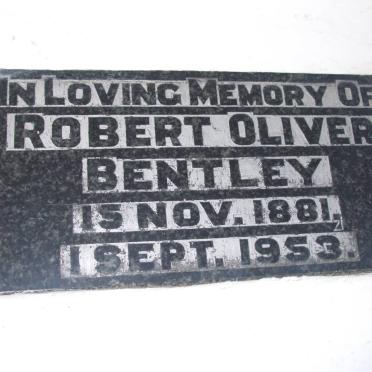 IN LOVING MEMORY OF
ROBERT OLIVER
BENTLEY
15 NOV. 1881,
1 SEPT. 1953.